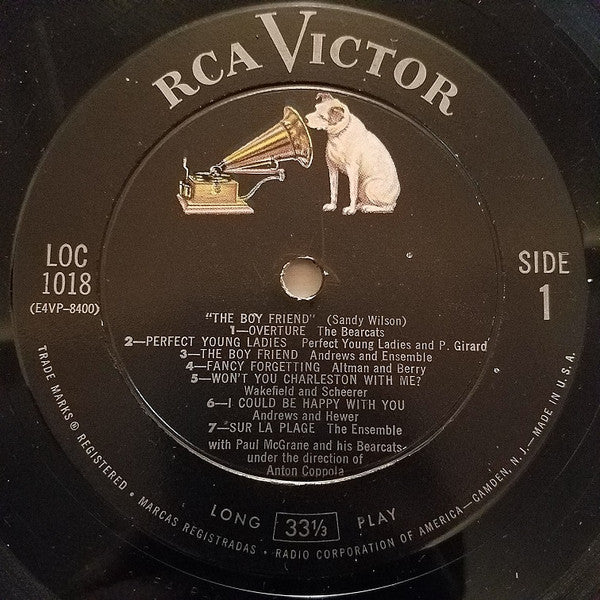 RCA VICTOR
LOC
1018
(E4VP-8400)
SIDE
1
"THE BOY FRIEND" (Sandy Wilson)
1—OVERTURE The Bearcats
2—PERFECT YOUNG LADIES Perfect Young Ladies and P. Girard
3—THE BOY FRIEND Andrews and Ensemble
4—FANCY FORGETTING Altman and Berry
5—WON'T YOU CHARLESTON WITH ME?
Wakefield and Scheerer
6—I COULD BE HAPPY WITH YOU
Andrews and Hewer
7—SUR LA PLAGE The Ensemble
with Paul McGrane and his Bearcats
under the direction of
Anton Coppola
LONG 33⅓ PLAY
TRADE MARKS ® REGISTERED • MARCAS REGISTRADAS • RADIO CORPORATION OF AMERICA—CAMDEN, N.J.—MADE IN U.S.A.